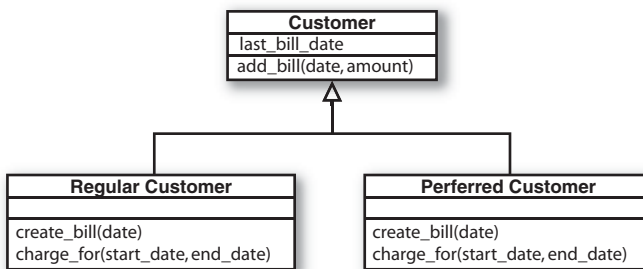 Customer
last_bill_date
add_bill(date, amount)
Regular Customer
create_bill(date)
charge_for(start_date, end_date)
Perferred Customer
create_bill(date)
charge_for(start_date, end_date)